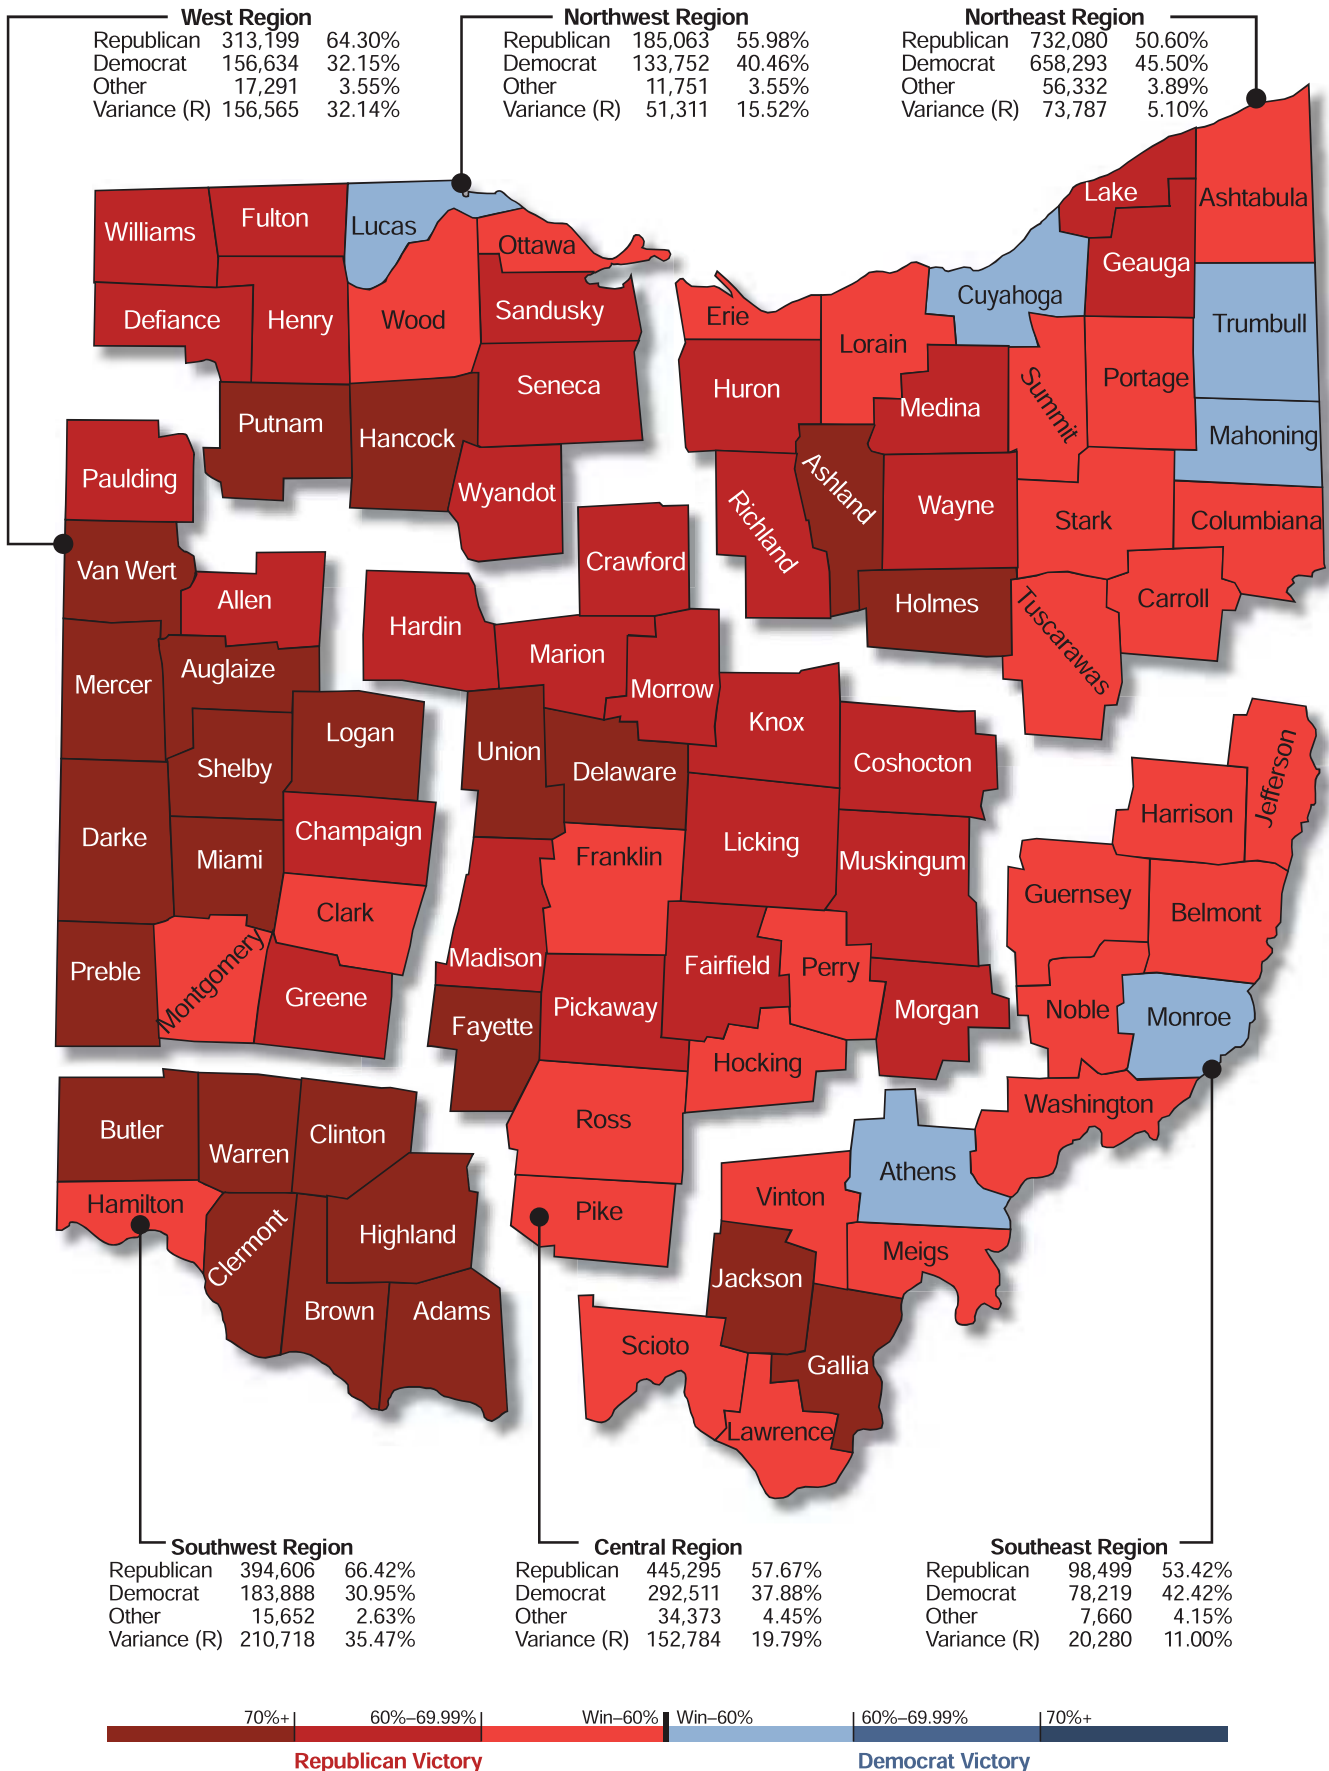 West Region
Republican 313,199 64.30%
Democrat 156,634 32.15%
Other 17,291 3.55%
Variance (R) 156,565 32.14%
Northwest Region
Republican 185,063 55.98%
Democrat 133,752 40.46%
Other 11,751 3.55%
Variance (R) 51,311 15.52%
Northeast Region
Republican 732,080 50.60%
Democrat 658,293 45.50%
Other 56,332 3.89%
Variance (R) 73,787 5.10%
Williams
Fulton
Lucas
Ottawa
Defiance
Henry
Wood
Sandusky
Seneca
Putnam
Hancock
Wyandot
Lake
Ashtabula
Geauga
Cuyahoga
Trumbull
Erie
Lorain
Huron
Medina
Summit
Portage
Mahoning
Richland
Ashland
Wayne
Stark
Columbiana
Holmes
Tuscarawas
Carroll
Paulding
Van Wert
Allen
Mercer
Auglaize
Logan
Shelby
Darke
Miami
Champaign
Clark
Preble
Montgomery
Greene
Crawford
Hardin
Marion
Morrow
Knox
Union
Delaware
Coshocton
Licking
Franklin
Muskingum
Madison
Fairfield
Perry
Pickaway
Morgan
Fayette
Hocking
Ross
Pike
Jefferson
Harrison
Guernsey
Belmont
Noble
Monroe
Washington
Athens
Vinton
Meigs
Jackson
Gallia
Scioto
Lawrence
Butler
Warren
Clinton
Hamilton
Clermont
Highland
Brown
Adams
Southwest Region
Republican 394,606 66.42%
Democrat 183,888 30.95%
Other 15,652 2.63%
Variance (R) 210,718 35.47%
Central Region
Republican 445,295 57.67%
Democrat 292,511 37.88%
Other 34,373 4.45%
Variance (R) 152,784 19.79%
Southeast Region
Republican 98,499 53.42%
Democrat 78,219 42.42%
Other 7,660 4.15%
Variance (R) 20,280 11.00%
70%+ 60%–69.99% Win–60% Win–60% 60%–69.99% 70%+
Republican Victory Democrat Victory